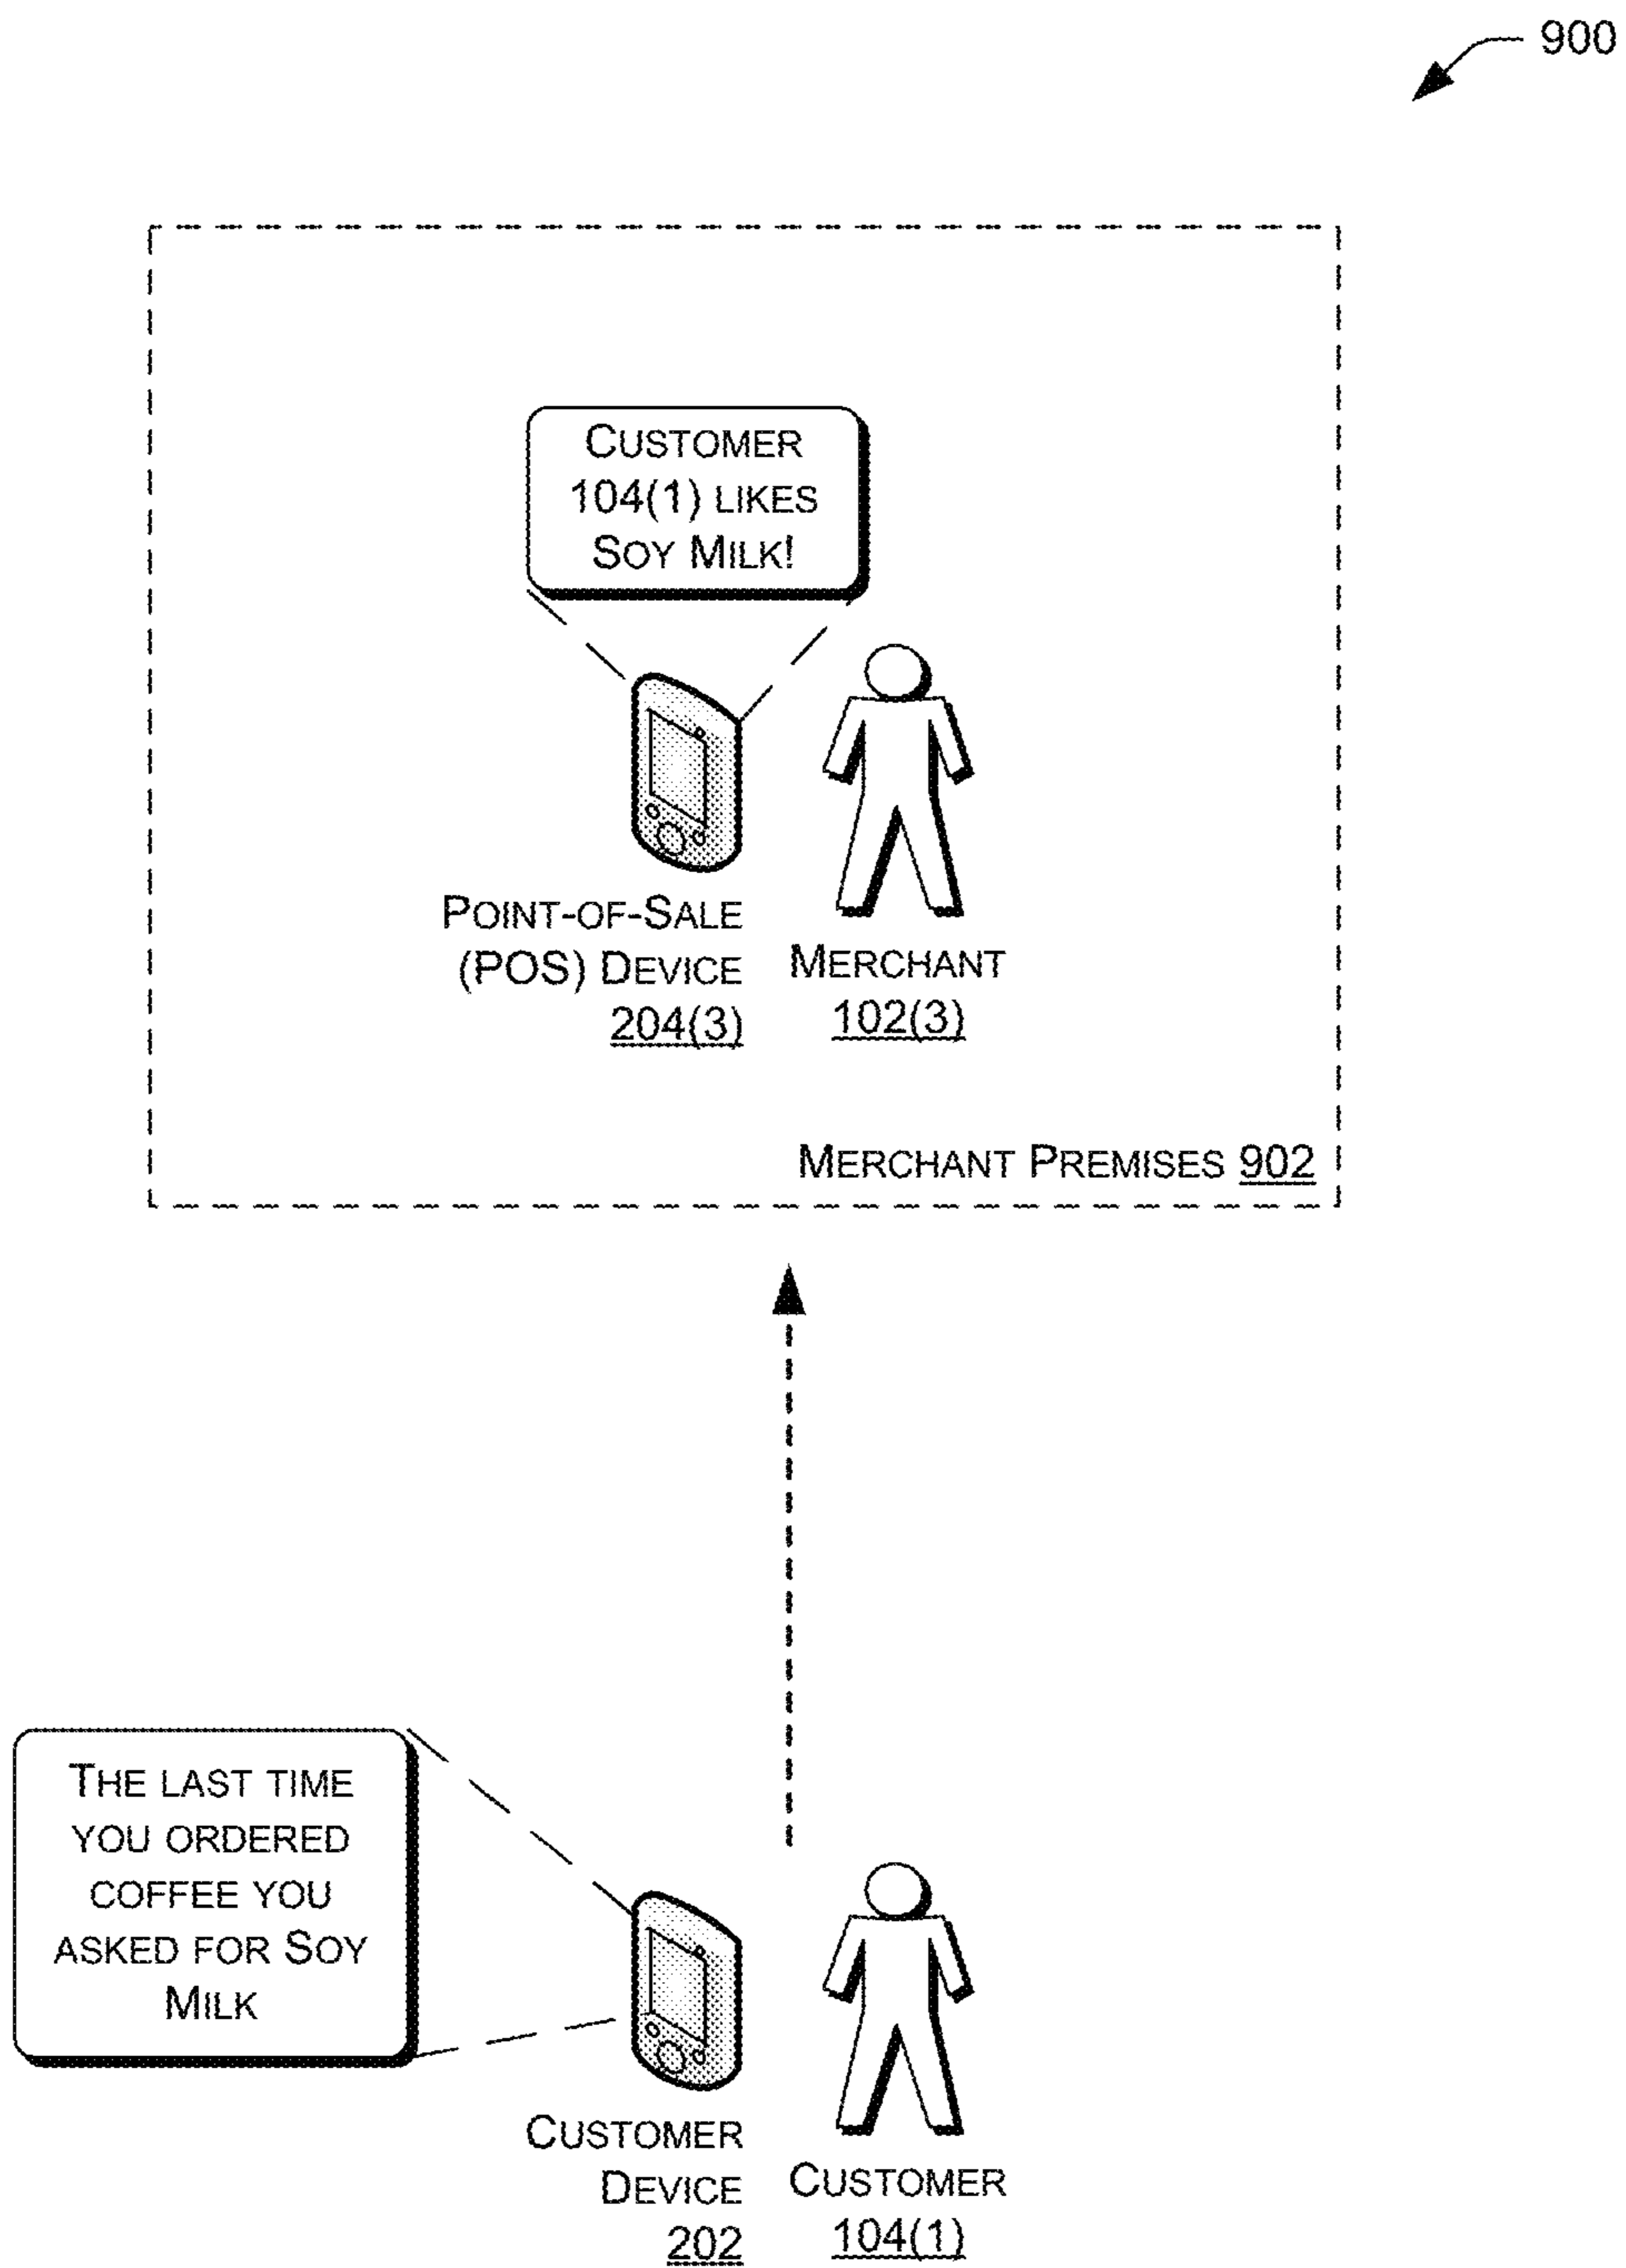 900
CUSTOMER
104(1) LIKES
SOY MILK!
POINT-OF-SALE
(POS) DEVICE
204(3)
MERCHANT
102(3)
MERCHANT PREMISES 902
THE LAST TIME
YOU ORDERED
COFFEE YOU
ASKED FOR SOY
MILK
CUSTOMER
DEVICE
202
CUSTOMER
104(1)